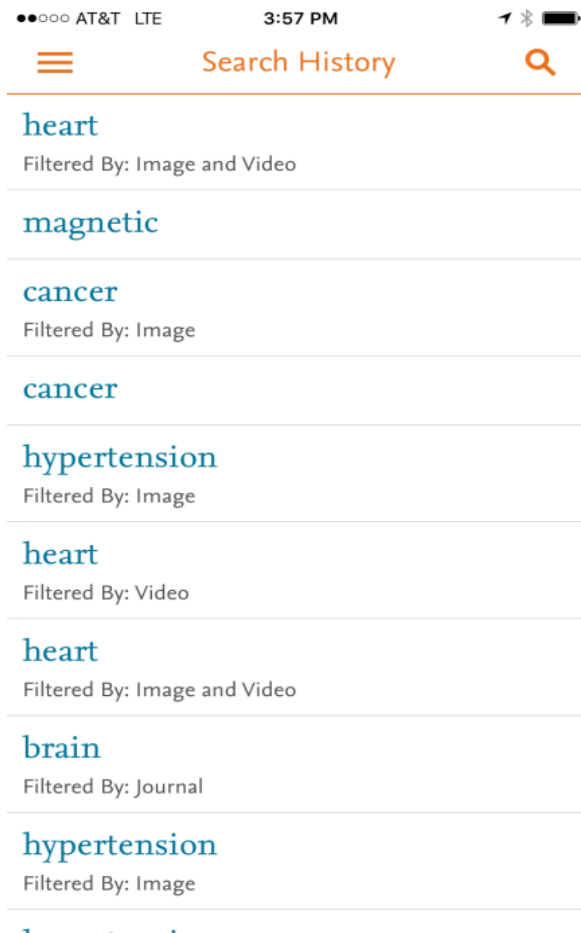 AT&T LTE 3:57 PM
Search History
heart
Filtered By: Image and Video
magnetic
cancer
Filtered By: Image
cancer
hypertension
Filtered By: Image
heart
Filtered By: Video
heart
Filtered By: Image and Video
brain
Filtered By: Journal
hypertension
Filtered By: Image